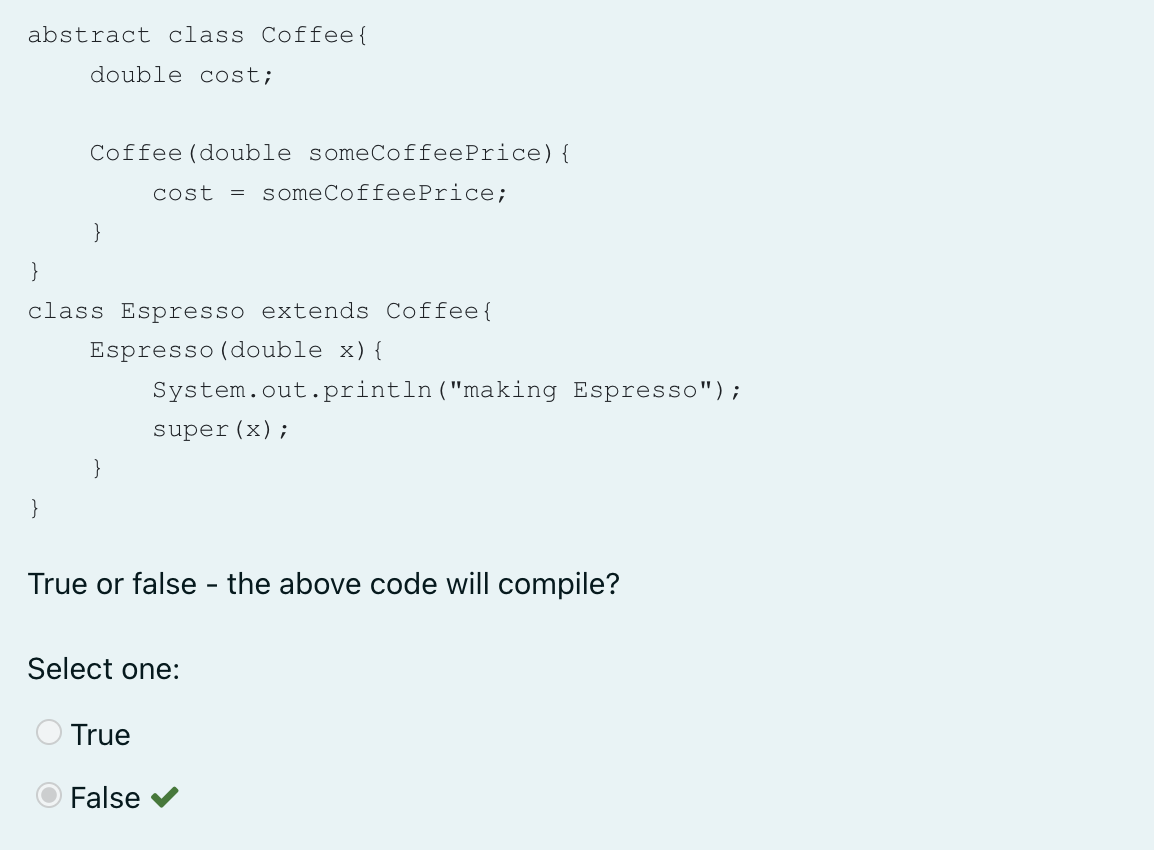 abstract class Coffee{
    double cost;

    Coffee(double someCoffeePrice){
        cost = someCoffeePrice;
    }
}
class Espresso extends Coffee{
    Espresso(double x){
        System.out.println("making Espresso");
        super(x);
    }
}
True or false - the above code will compile?
Select one:
True
False